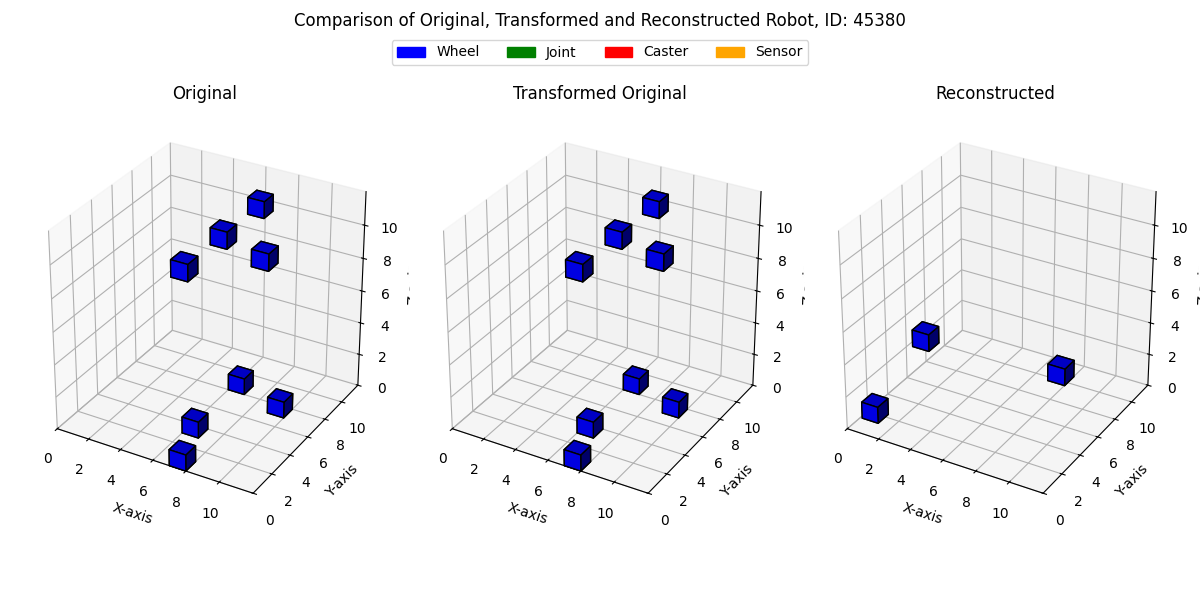 Comparison of Original, Transformed and Reconstructed Robot, ID: 45380
Wheel Joint Caster Sensor
Original
Transformed Original
Reconstructed
10
8
6
4
2
0
0 2 4 6 8 10
0 2 4 6 8 10
X-axis
Y-axis
10
8
6
4
2
0
0 2 4 6 8 10
0 2 4 6 8 10
X-axis
Y-axis
10
8
6
4
2
0
0 2 4 6 8 10
0 2 4 6 8 10
X-axis
Y-axis